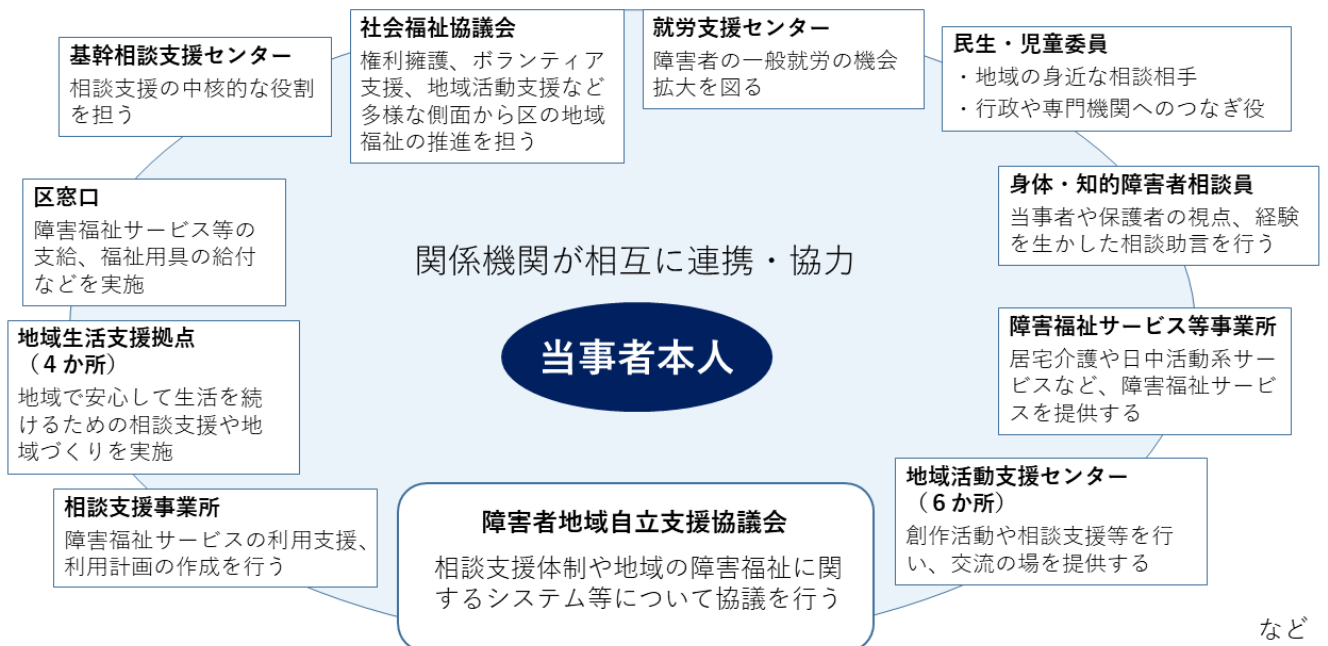 基幹相談支援センター
相談支援の中核的な役割
を担う
社会福祉協議会
権利擁護、ボランティア
支援、地域活動支援など
多様な側面から区の地域
福祉の推進を担う
就労支援センター
障害者の一般就労の機会
拡大を図る
民生・児童委員
・地域の身近な相談相手
・行政や専門機関へのつなぎ役
区窓口
障害福祉サービス等の
支給、福祉用具の給付
などを実施
身体・知的障害者相談員
当事者や保護者の視点、経験
を生かした相談助言を行う
関係機関が相互に連携・協力
当事者本人
地域生活支援拠点
（４か所）
地域で安心して生活を続
けるための相談支援や地
域づくりを実施
障害福祉サービス等事業所
居宅介護や日中活動系サー
ビスなど、障害福祉サービ
スを提供する
相談支援事業所
障害福祉サービスの利用支援、
利用計画の作成を行う
障害者地域自立支援協議会
相談支援体制や地域の障害福祉に関
するシステム等について協議を行う
地域活動支援センター
（６か所）
創作活動や相談支援等を行
い、交流の場を提供する
など